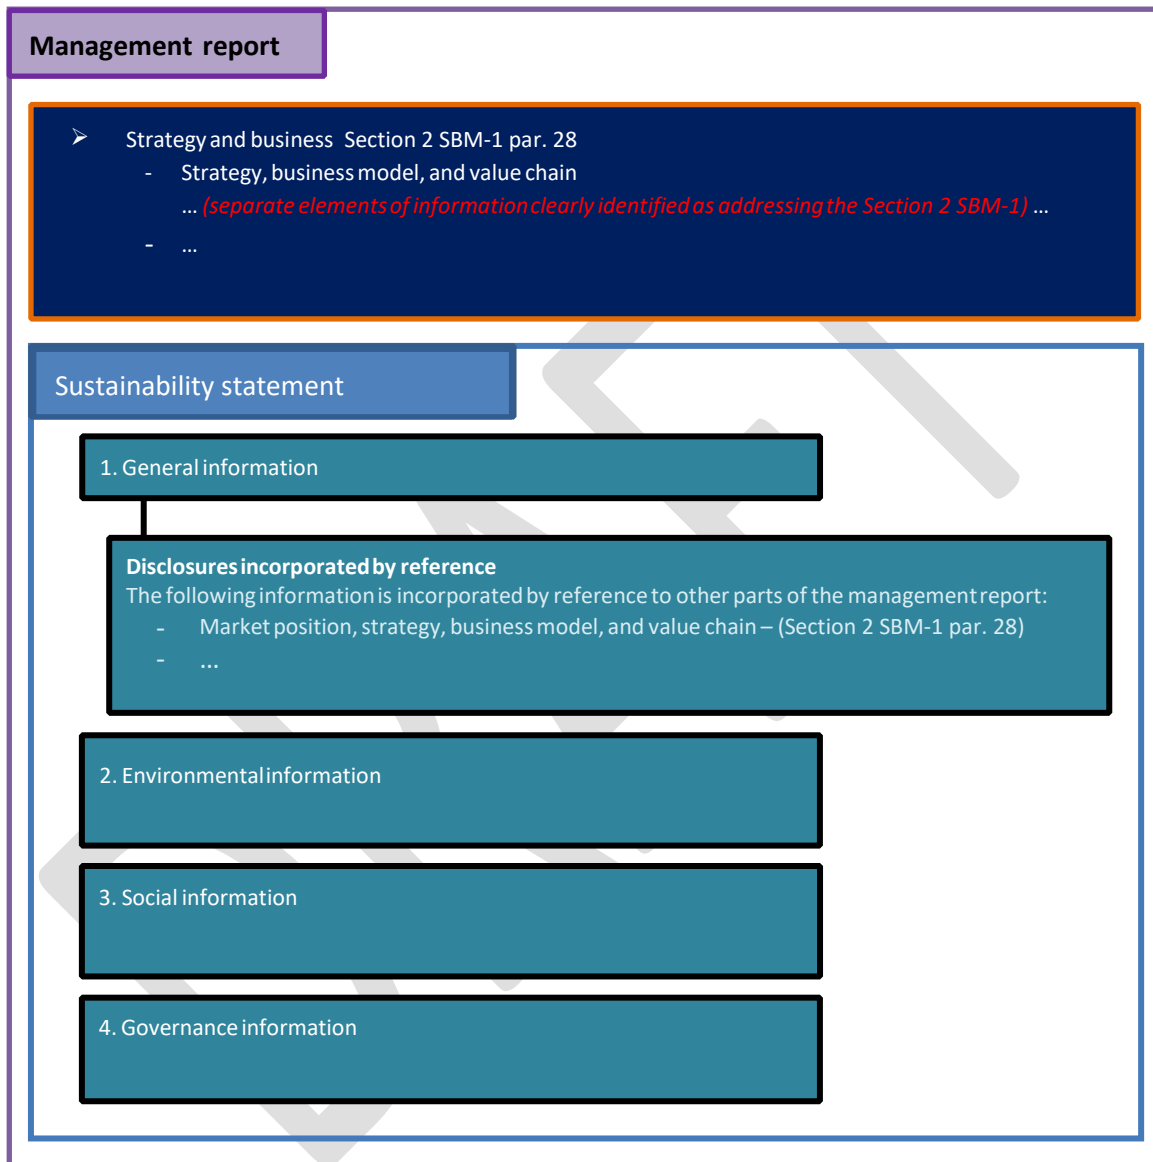 Management report
➢ Strategy and business Section 2 SBM-1 par. 28
- Strategy, business model, and value chain
... (separate elements of information clearly identified as addressing the Section 2 SBM-1) ...
- ...
Sustainability statement
1. General information
Disclosures incorporated by reference
The following information is incorporated by reference to other parts of the management report:
- Market position, strategy, business model, and value chain – (Section 2 SBM-1 par. 28)
- ...
2. Environmental information
3. Social information
4. Governance information
DRAFT